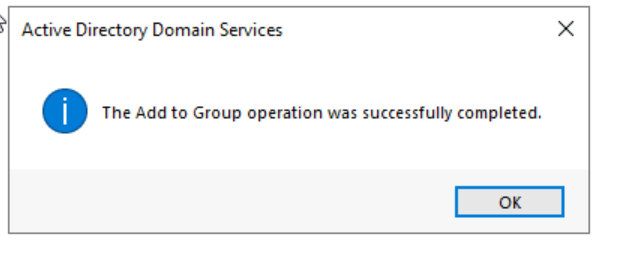 Active Directory Domain Services
The Add to Group operation was successfully completed.
OK